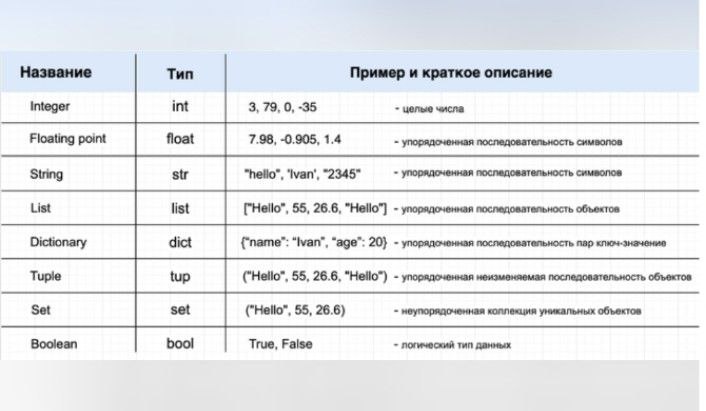 Название Тип Пример и краткое описание
Integer int 3, 79, 0, -35 - целые числа
Floating point float 7.98, -0.905, 1.4 - упорядоченная последовательность символов
String str "hello", 'Ivan', "2345" - упорядоченная последовательность символов
List list ["Hello", 55, 26.6, "Hello"] - упорядоченная последовательность объектов
Dictionary dict {"name": “Ivan”, “age”: 20} - упорядоченная последовательность пар ключ-значение
Tuple tup ("Hello", 55, 26.6, "Hello") - упорядоченная неизменяемая последовательность объектов
Set set ("Hello", 55, 26.6) - неупорядоченная коллекция уникальных объектов
Boolean bool True, False - логический тип данных